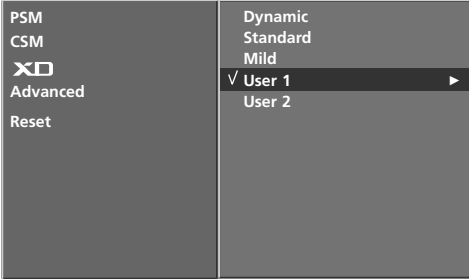 PSM
CSM
XD
Advanced
Reset
Dynamic
Standard
Mild
√ User 1 ►
User 2